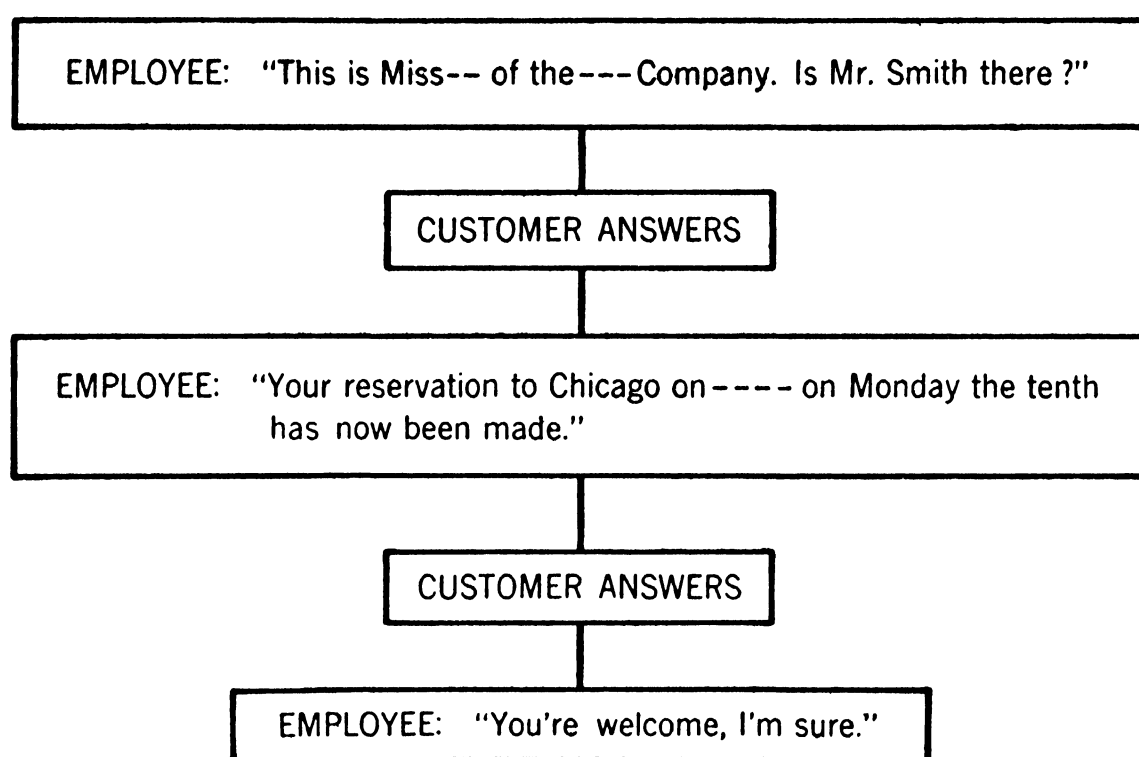 EMPLOYEE: "This is Miss-- of the---Company. Is Mr. Smith there?"
CUSTOMER ANSWERS
EMPLOYEE: "Your reservation to Chicago on---- on Monday the tenth
has now been made."
CUSTOMER ANSWERS
EMPLOYEE: "You're welcome, I'm sure."